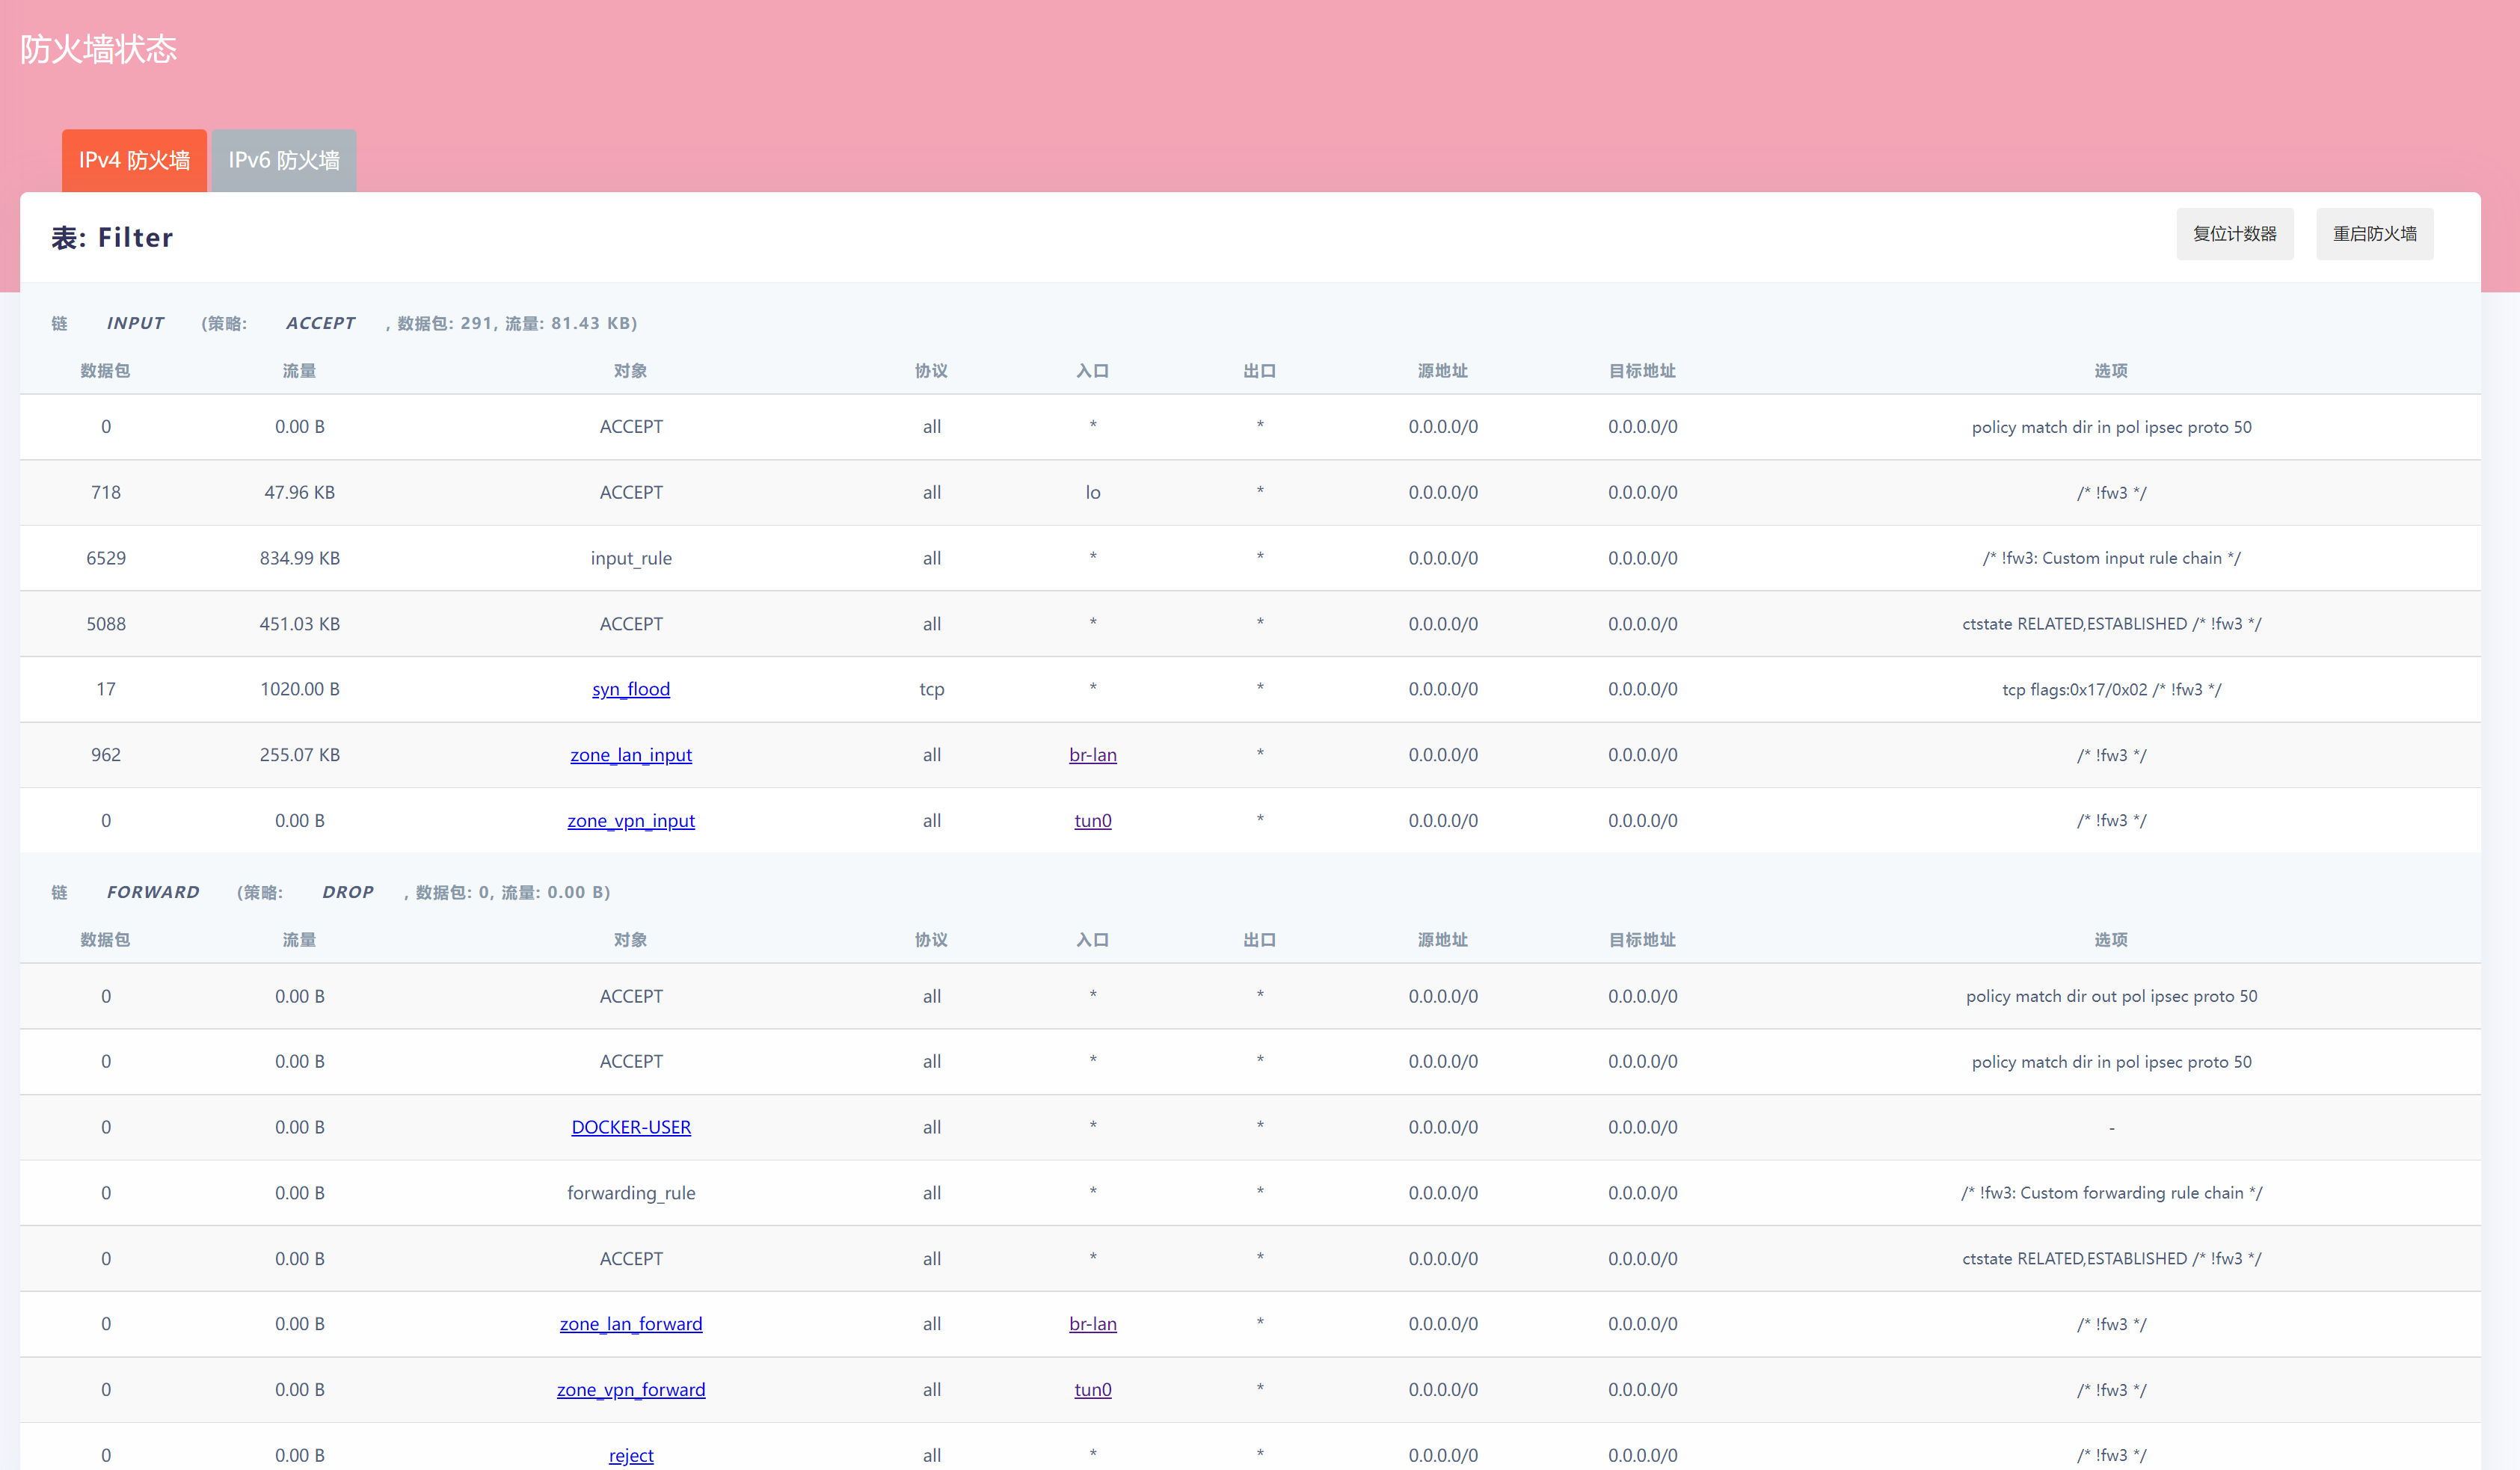 防火墙状态
IPv4 防火墙 IPv6 防火墙
表: Filter 复位计数器 重启防火墙
链 INPUT (策略: ACCEPT , 数据包: 291, 流量: 81.43 KB)
数据包 流量 对象 协议 入口 出口 源地址 目标地址 选项
0 0.00 B ACCEPT all * * 0.0.0.0/0 0.0.0.0/0 policy match dir in pol ipsec proto 50
718 47.96 KB ACCEPT all lo * 0.0.0.0/0 0.0.0.0/0 /* !fw3 */
6529 834.99 KB input_rule all * * 0.0.0.0/0 0.0.0.0/0 /* !fw3: Custom input rule chain */
5088 451.03 KB ACCEPT all * * 0.0.0.0/0 0.0.0.0/0 ctstate RELATED,ESTABLISHED /* !fw3 */
17 1020.00 B syn_flood tcp * * 0.0.0.0/0 0.0.0.0/0 tcp flags:0x17/0x02 /* !fw3 */
962 255.07 KB zone_lan_input all br-lan * 0.0.0.0/0 0.0.0.0/0 /* !fw3 */
0 0.00 B zone_vpn_input all tun0 * 0.0.0.0/0 0.0.0.0/0 /* !fw3 */
链 FORWARD (策略: DROP , 数据包: 0, 流量: 0.00 B)
数据包 流量 对象 协议 入口 出口 源地址 目标地址 选项
0 0.00 B ACCEPT all * * 0.0.0.0/0 0.0.0.0/0 policy match dir out pol ipsec proto 50
0 0.00 B ACCEPT all * * 0.0.0.0/0 0.0.0.0/0 policy match dir in pol ipsec proto 50
0 0.00 B DOCKER-USER all * * 0.0.0.0/0 0.0.0.0/0 -
0 0.00 B forwarding_rule all * * 0.0.0.0/0 0.0.0.0/0 /* !fw3: Custom forwarding rule chain */
0 0.00 B ACCEPT all * * 0.0.0.0/0 0.0.0.0/0 ctstate RELATED,ESTABLISHED /* !fw3 */
0 0.00 B zone_lan_forward all br-lan * 0.0.0.0/0 0.0.0.0/0 /* !fw3 */
0 0.00 B zone_vpn_forward all tun0 * 0.0.0.0/0 0.0.0.0/0 /* !fw3 */
0 0.00 B reject all * * 0.0.0.0/0 0.0.0.0/0 /* !fw3 */